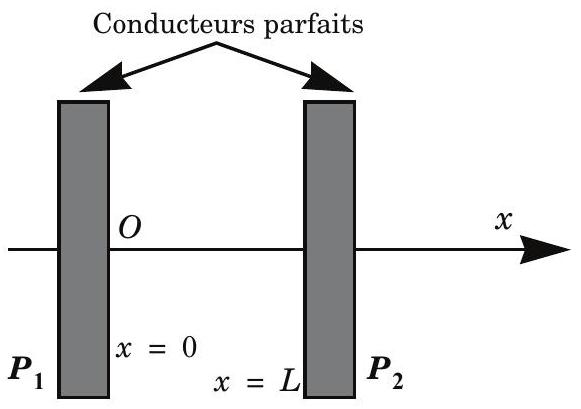 Conducteurs parfaits
O
x
x = 0
P1
x = L
P2